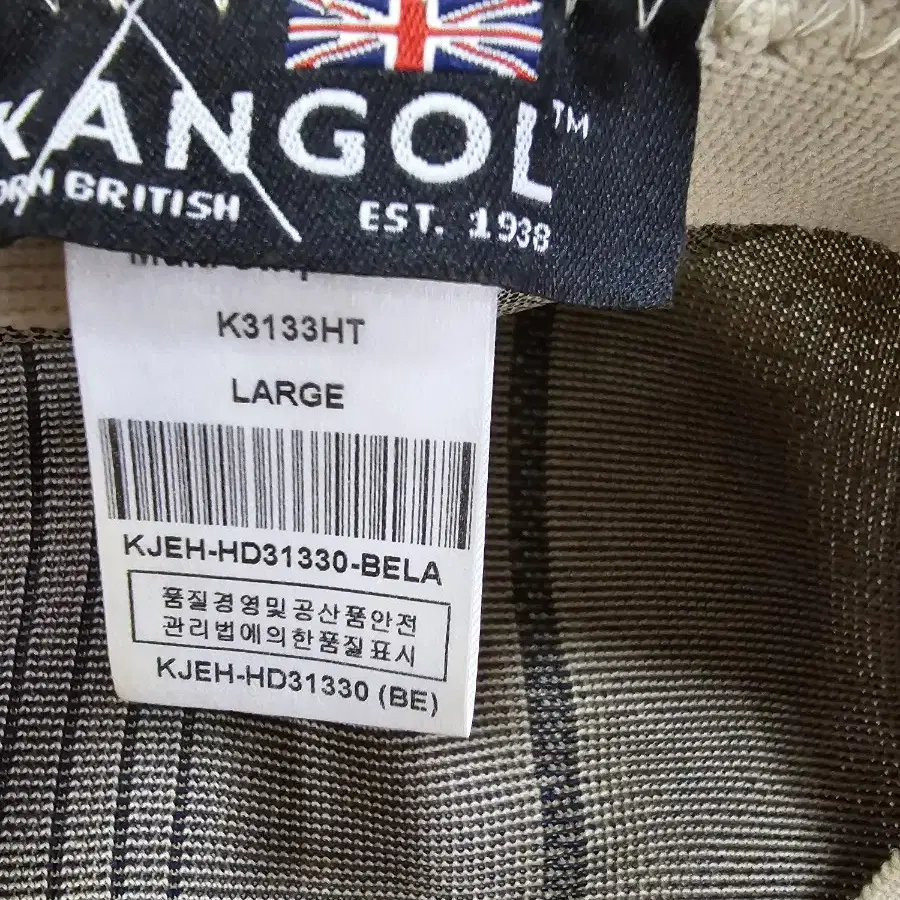 KANGOL™
BRITISH
EST. 1938
K3133HT
LARGE
KJEH-HD31330-BELA
품질경영및공산품안전
관리법에의한품질표시
KJEH-HD31330 (BE)